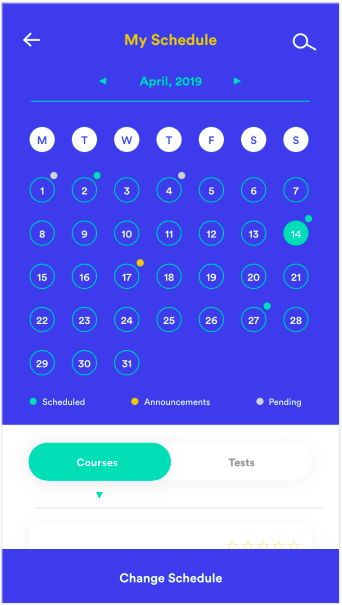 My Schedule
April, 2019
M T W T F S S
1 2 3 4 5 6 7
8 9 10 11 12 13 14
15 16 17 18 19 20 21
22 23 24 25 26 27 28
29 30 31
Scheduled Announcements Pending
Courses Tests
Change Schedule